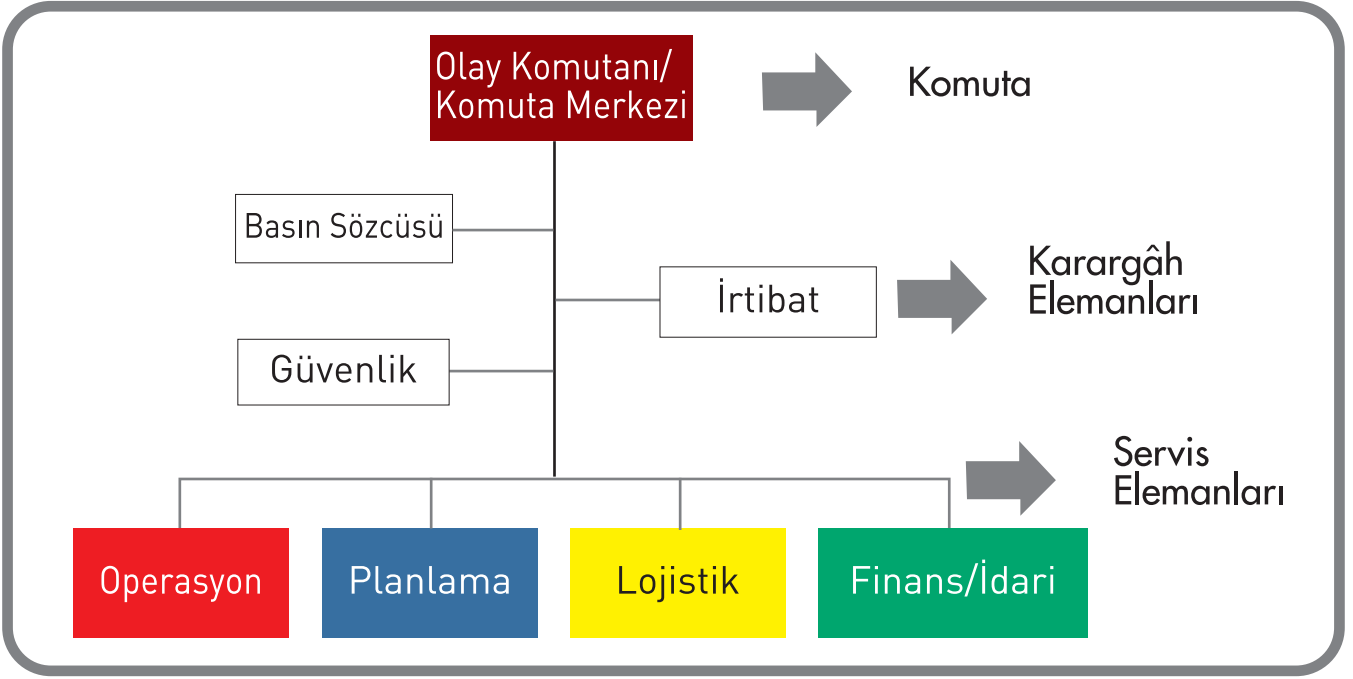 Olay Komutanı/
Komuta Merkezi
Komuta
Basın Sözcüsü
İrtibat
Karargâh
Elemanları
Güvenlik
Servis
Elemanları
Operasyon
Planlama
Lojistik
Finans/İdari